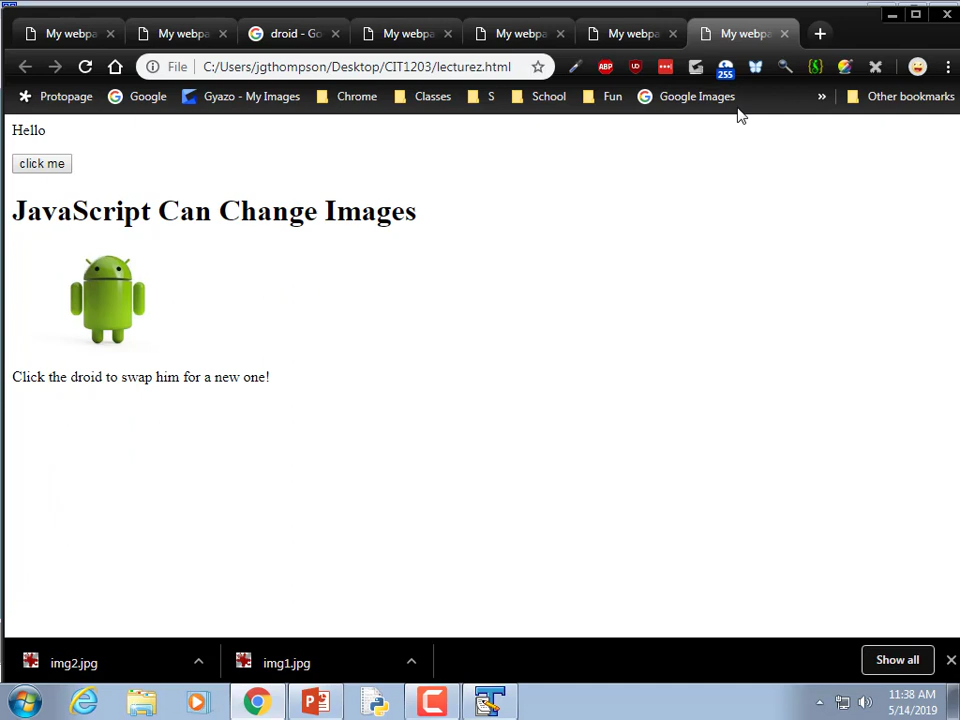 My webpa
My webpa
droid - Go
My webpa
My webpa
My webpa
My webpa
File C:/Users/jgthompson/Desktop/CIT1203/lecturez.html
ABP
UD
255
Protopage
Google
Gyazo - My Images
Chrome
Classes
S
School
Fun
Google Images
»
Other bookmarks
Hello
click me
JavaScript Can Change Images
Click the droid to swap him for a new one!
img2.jpg
img1.jpg
Show all
11:38 AM
5/14/2019